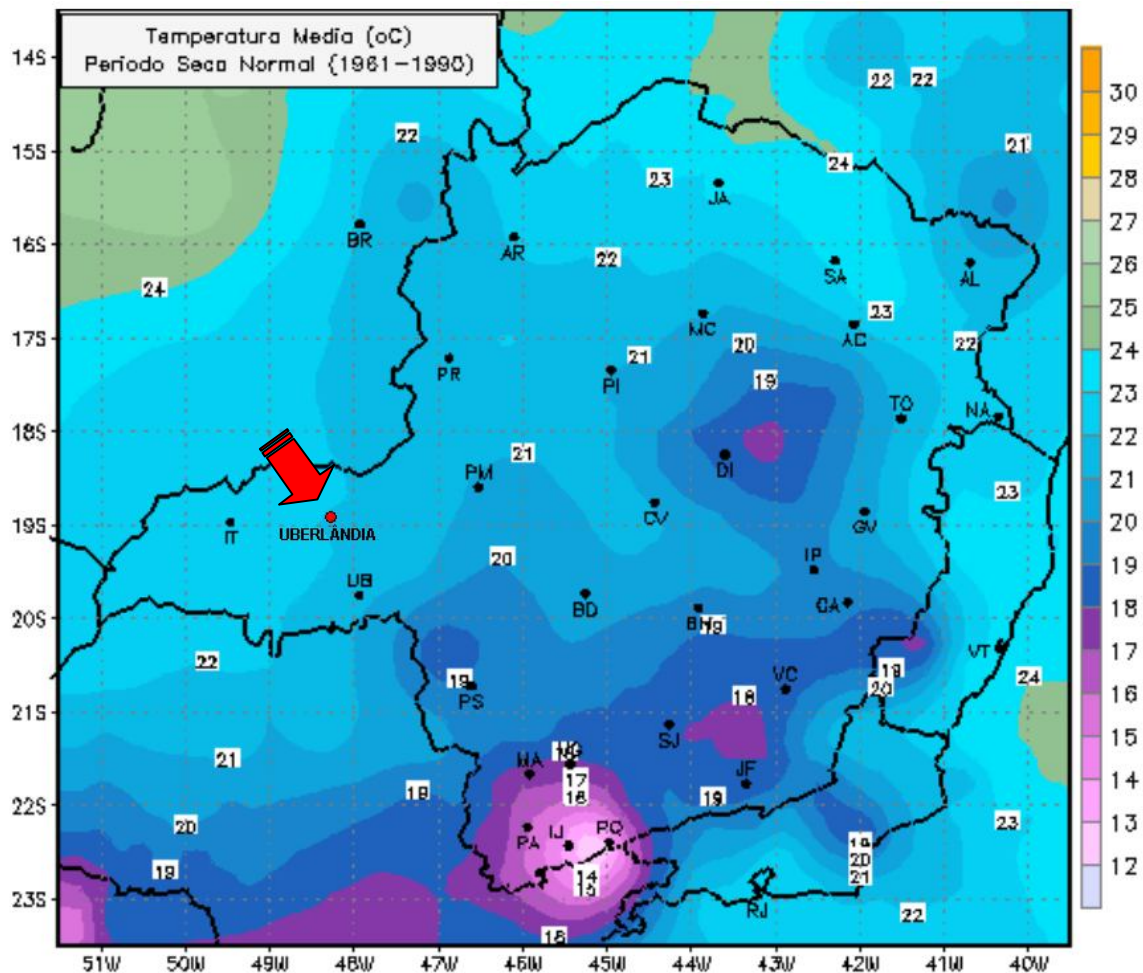 Temperatura Media (oC)
Periodo Seca Normal (1961-1990)
14S
22
22
30
22
29
15S
21
24
23
28
JA
27
BR
AR
16S
22
SA
AL
26
24
25
MC
23
AC
17S
20
22
24
PR
21
PI
19
23
TO
NA
18S
22
21
PM
DI
23
21
19S
IT
UBERLÂNDIA
CV
GV
20
20
IP
19
UB
BD
CA
20S
BH
19
18
VT
17
22
19
VC
19
24
PS
18
20
16
21S
SJ
15
21
MA
17
JF
14
22S
19
16
19
20
23
13
PA
IJ
PQ
19
19
20
12
14
21
23S
15
RJ
22
18
51W
50W
49W
48W
47W
46W
45W
44W
43W
42W
41W
40W